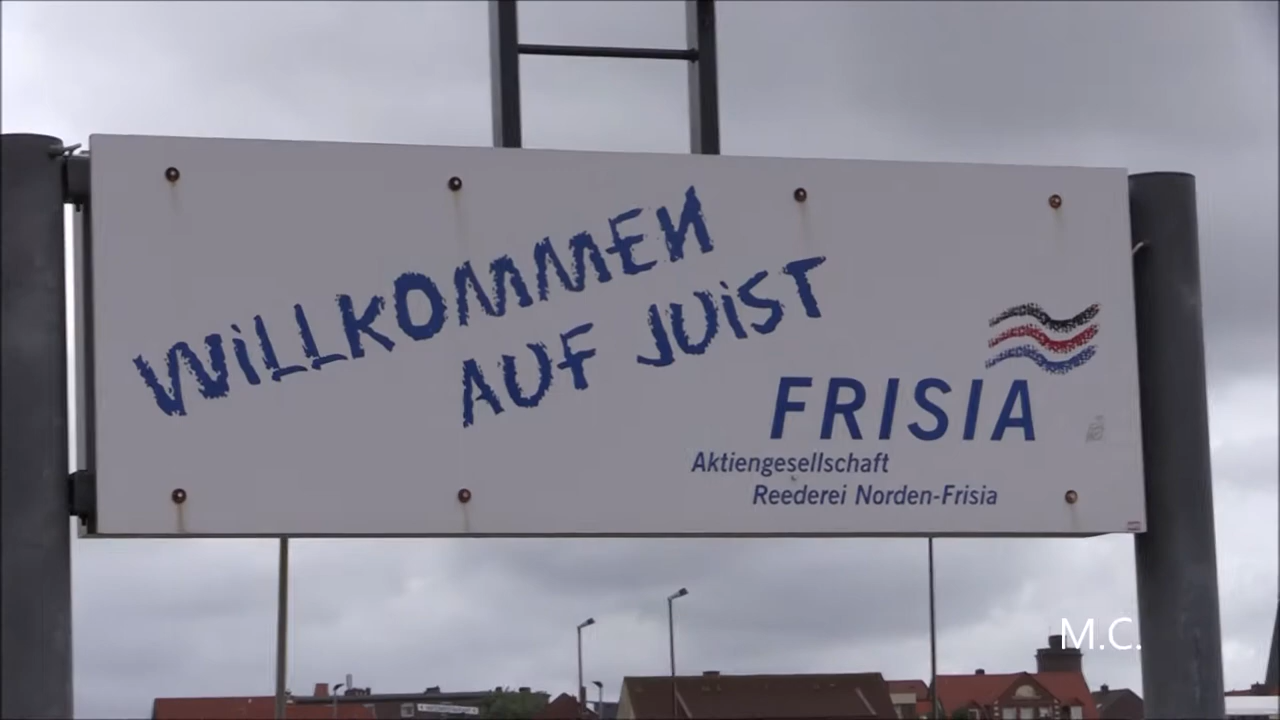 WiLLKOMMEN
AUF JUiST
FRISIA
Aktiengesellschaft
Reederei Norden-Frisia
M.C.